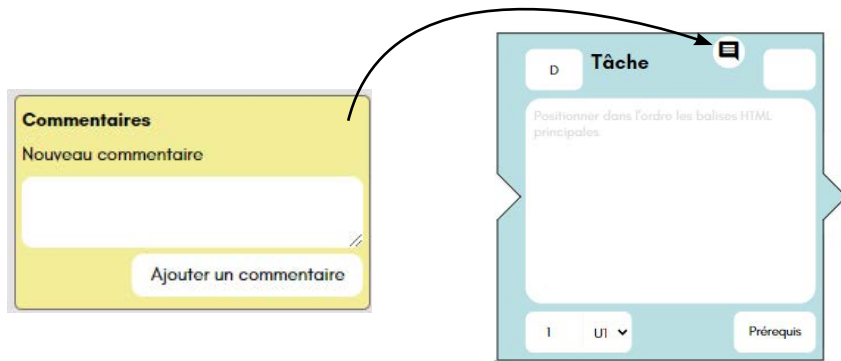 Commentaires
Nouveau commentaire
Ajouter un commentaire
D
Tâche
Positionner dans l'ordre les balises HTML
principales
1
U1
Prérequis